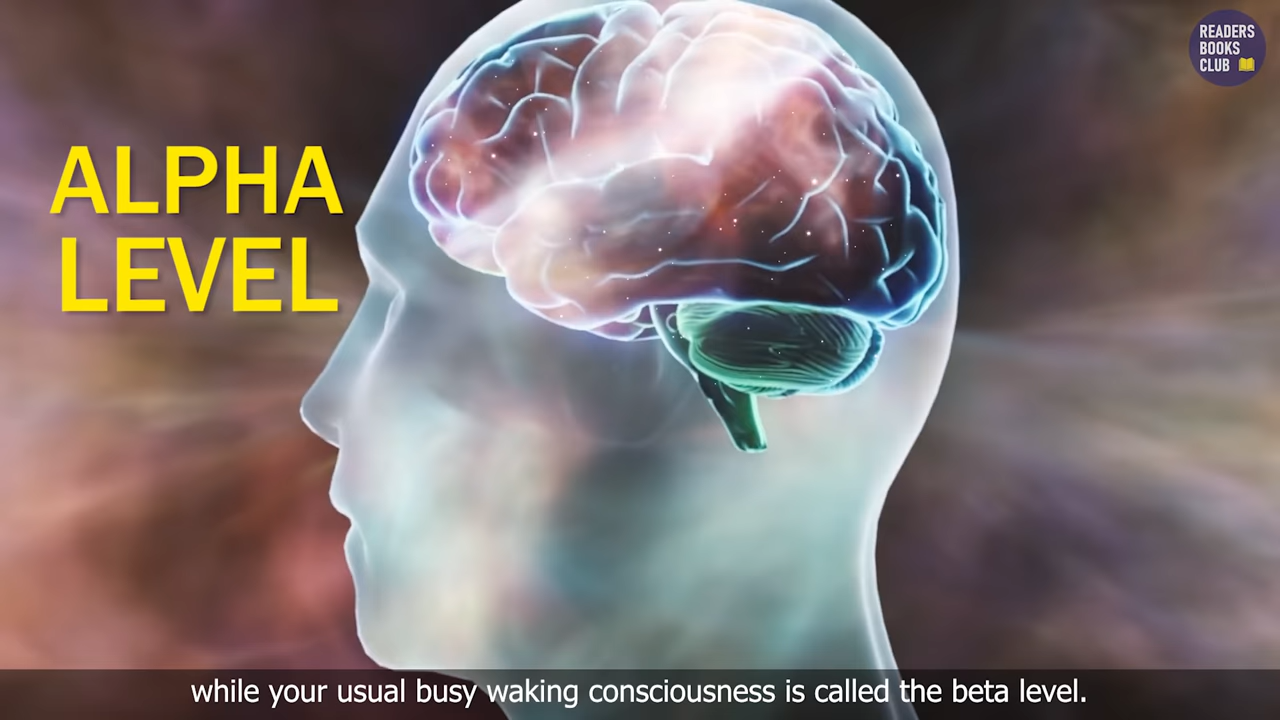 READERS
BOOKS
CLUB
ALPHA
LEVEL
while your usual busy waking consciousness is called the beta level.